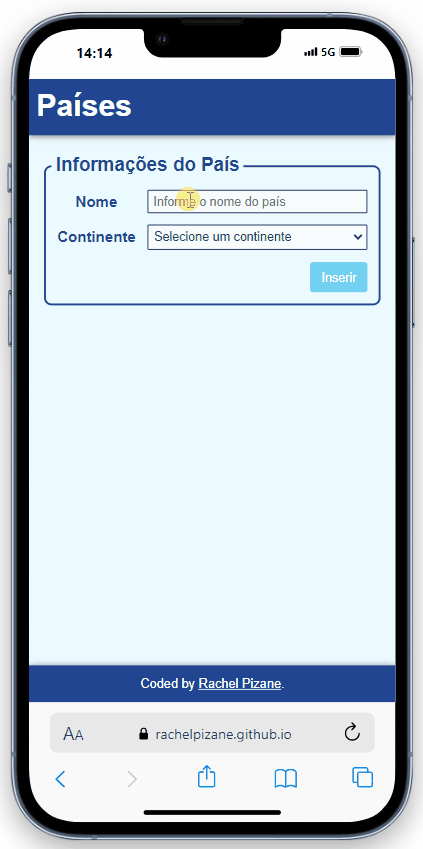 14:14
5G
Países
Informações do País
Nome
Informe o nome do país
Continente
Selecione um continente
Inserir
Coded by Rachel Pizane.
AA
rachelpizane.github.io